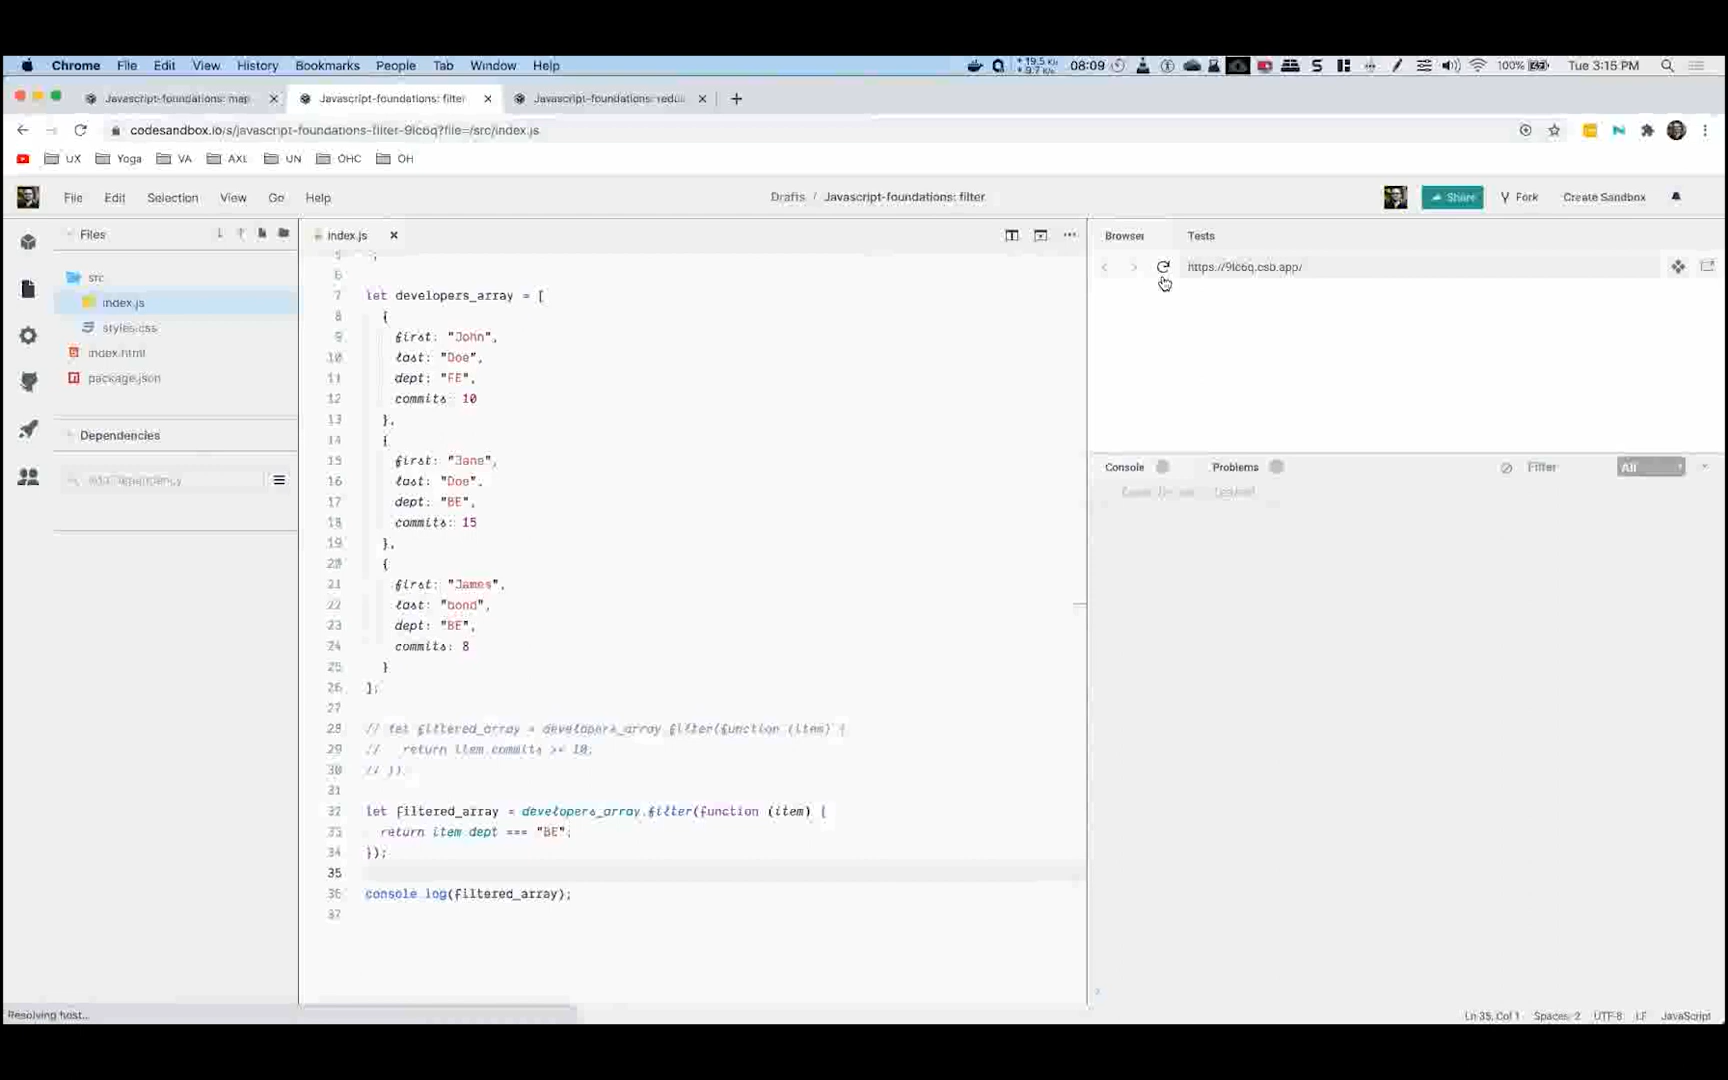 Chrome File Edit View History Bookmarks People Tab Window Help 08:09 100% Tue 3:15 PM
Javascript-foundations: map Javascript-foundations: filter Javascript-foundations: redu
codesandbox.io/s/javascript-foundations-filter-9lc6q?file=/src/index.js
UX Yoga VA AXL UN OHC OH
File Edit Selection View Go Help Drafts / Javascript-foundations: filter Share Fork Create Sandbox
Files index.js Browser Tests
https://9lc6q.csb.app/
src
index.js
styles.css
index.html
package.json
Dependencies
Add dependency
6
7 let developers_array = [
8 {
9 first: "John",
10 last: "Doe",
11 dept: "FE",
12 commits: 10
13 },
14 {
15 first: "Jane",
16 last: "Doe",
17 dept: "BE",
18 commits: 15
19 },
20 {
21 first: "James",
22 last: "bond",
23 dept: "BE",
24 commits: 8
25 }
26 ];
27
28 // let filtered_array = developers_array.filter(function (item) {
29 // return item.commits >= 10;
30 // });
31
32 let filtered_array = developers_array.filter(function (item) {
33 return item.dept === "BE";
34 });
35
36 console.log(filtered_array);
37
Console Problems Filter All
Resolving host... Ln 35, Col 1 Spaces: 2 UTF-8 LF JavaScript